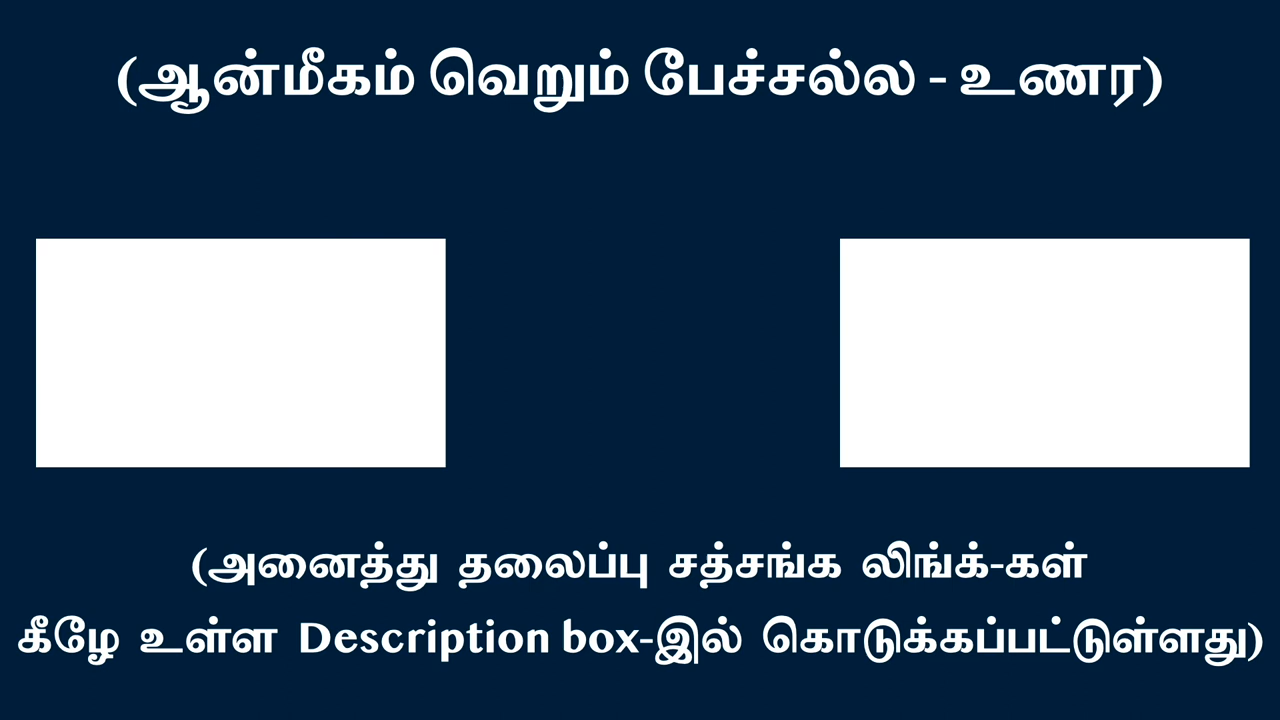 (ஆன்மீகம் வெறும் பேச்சல்ல - உணர)
(அனைத்து தலைப்பு சத்சங்க லிங்க்-கள்
கீழே உள்ள Description box-இல் கொடுக்கப்பட்டுள்ளது)